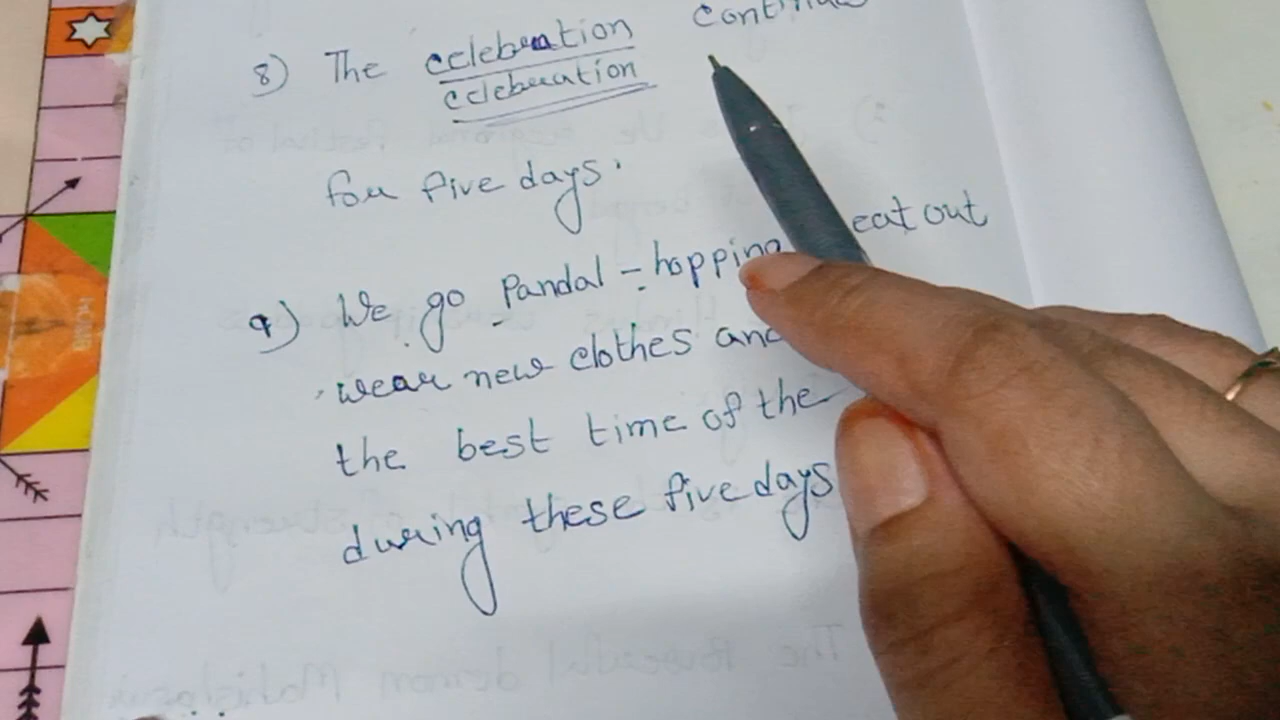 8) The celebration
celebration
for five days.
9) We go Pandal-hopping eat out
wear new clothes and
the best time of the
during these five days